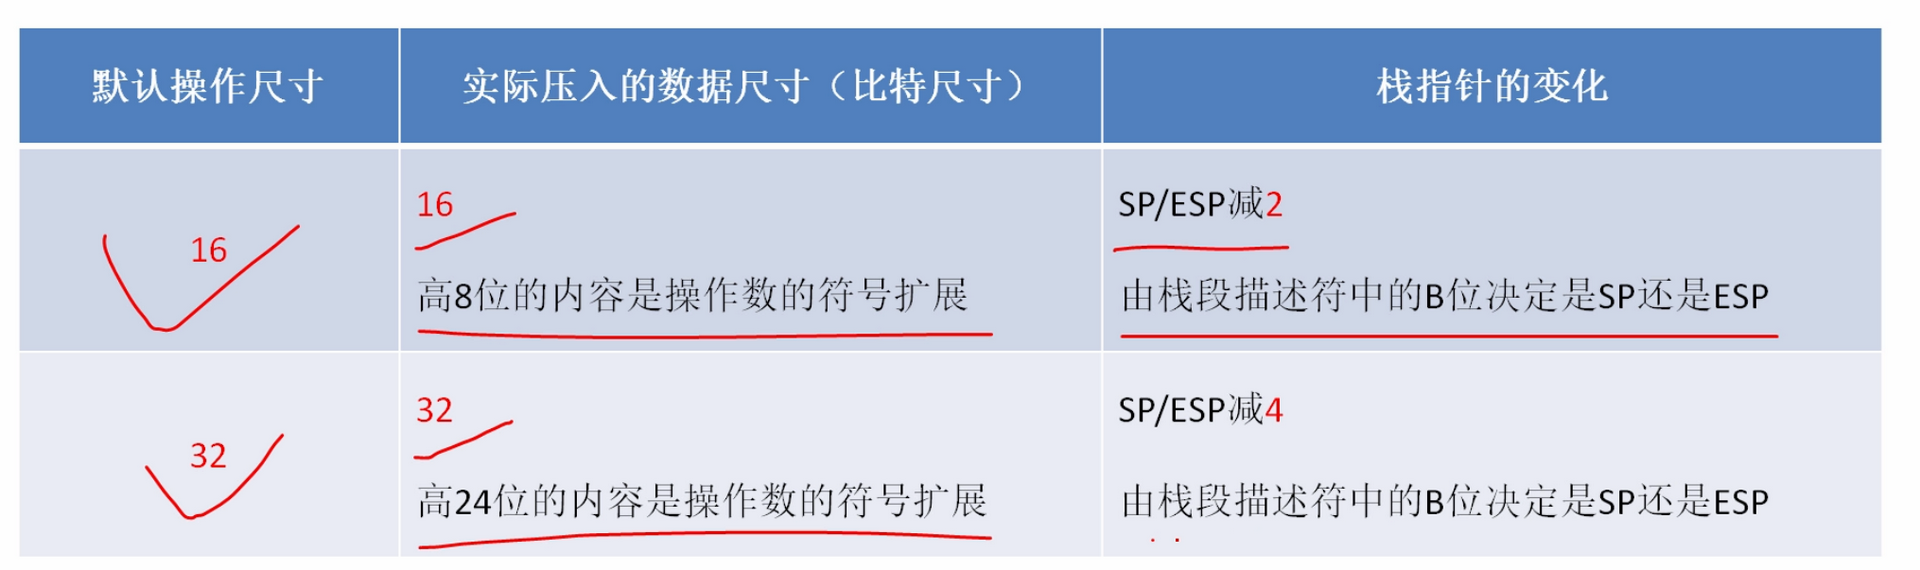 默认操作尺寸
实际压入的数据尺寸（比特尺寸）
栈指针的变化
16
16
高8位的内容是操作数的符号扩展
SP/ESP减2
由栈段描述符中的B位决定是SP还是ESP
32
32
高24位的内容是操作数的符号扩展
SP/ESP减4
由栈段描述符中的B位决定是SP还是ESP